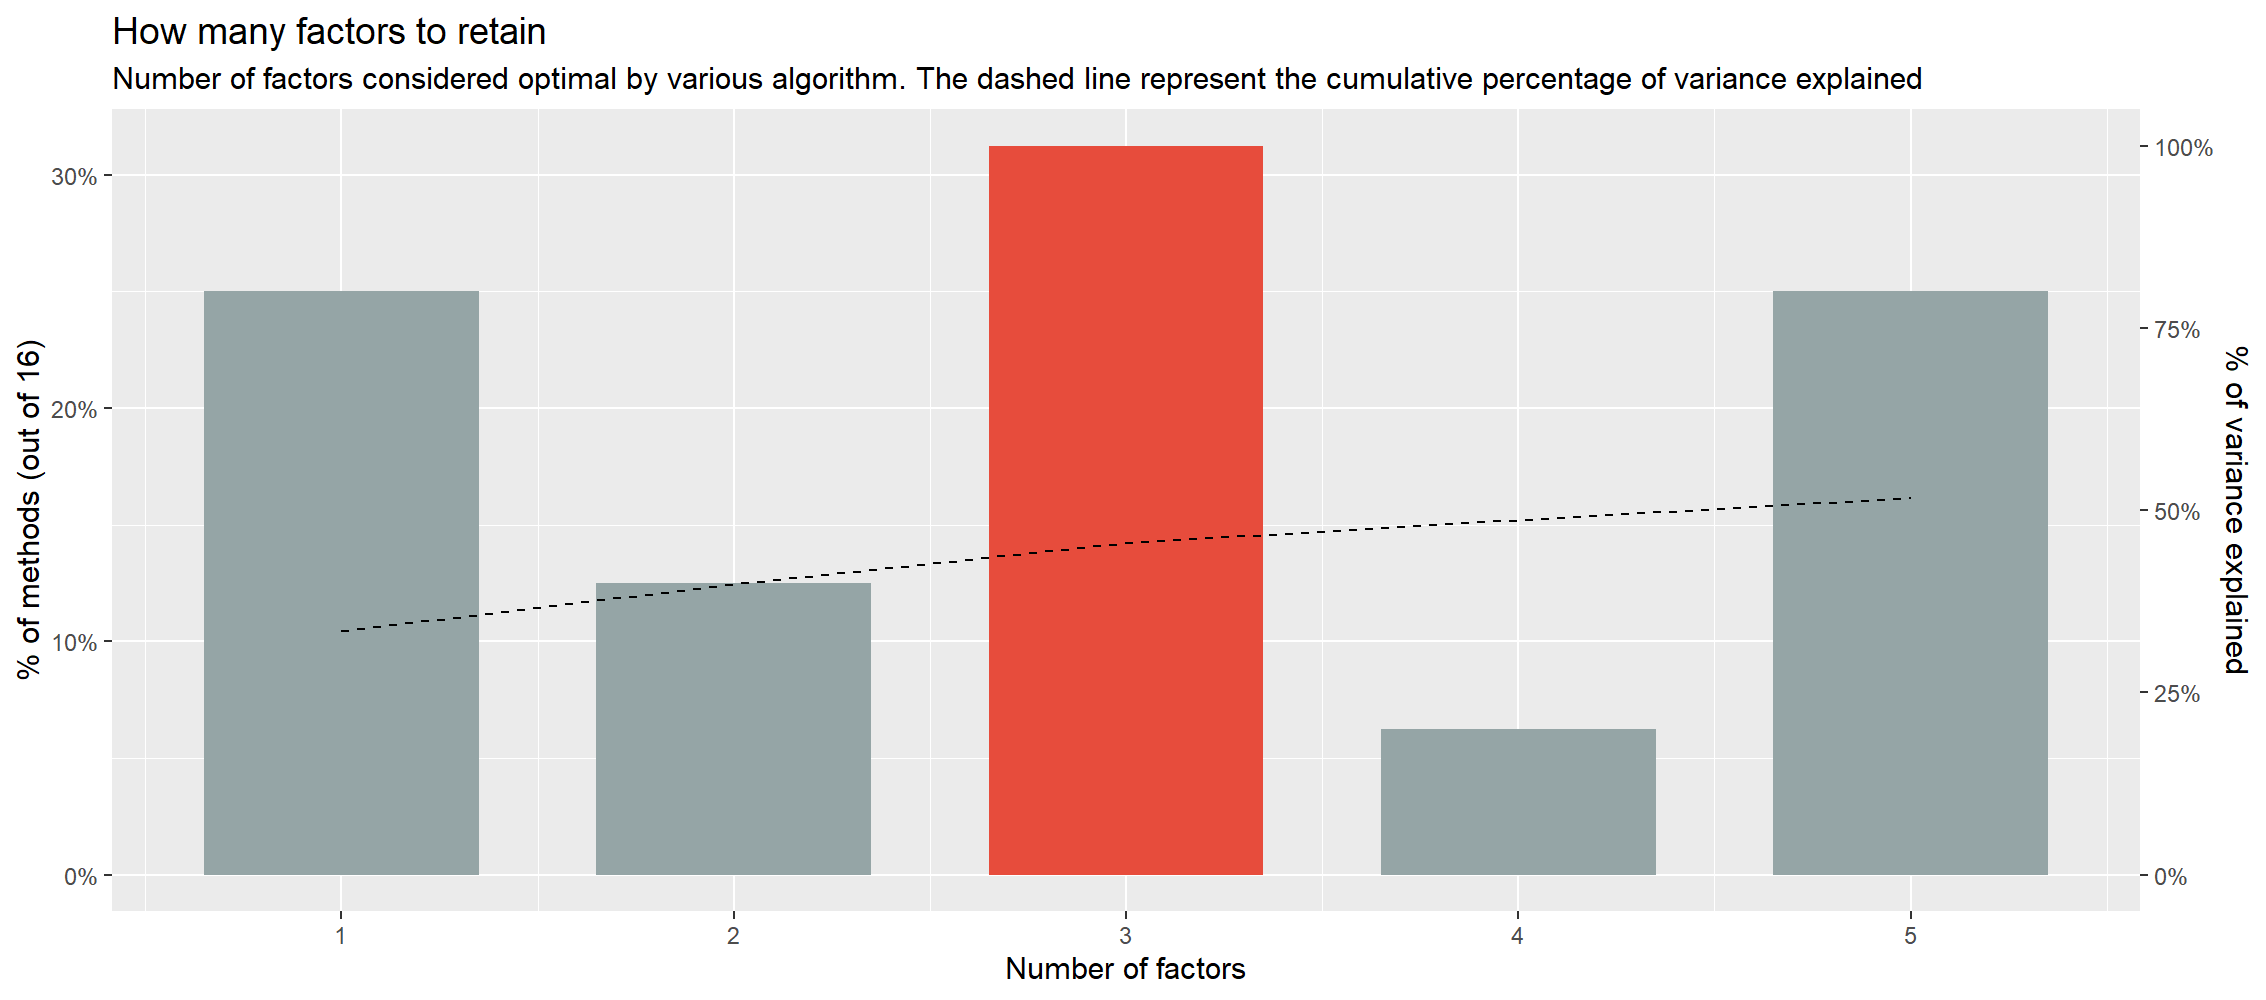 How many factors to retain
Number of factors considered optimal by various algorithm. The dashed line represent the cumulative percentage of variance explained
% of methods (out of 16)
30%
20%
10%
0%
100%
75%
50%
25%
0%
% of variance explained
1 2 3 4 5
Number of factors